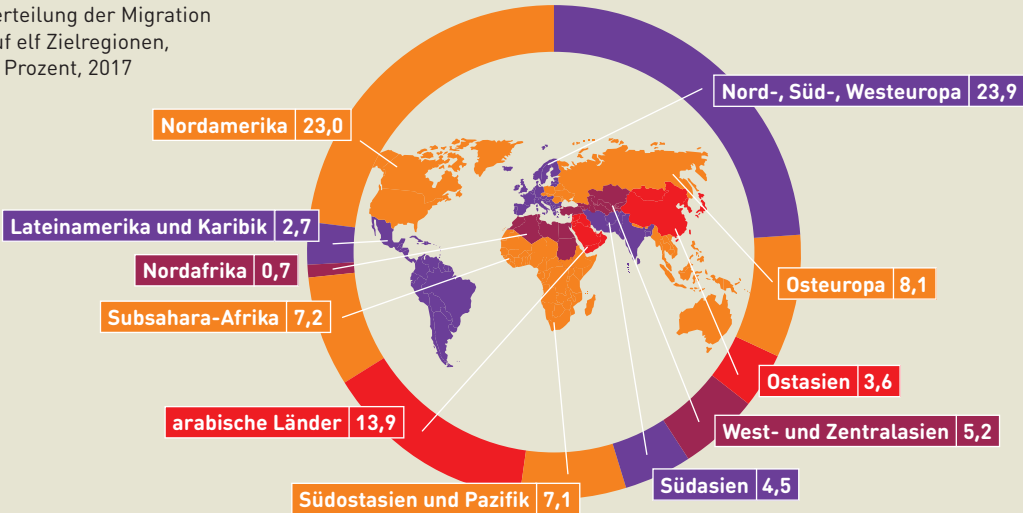 erteilung der Migration
uf elf Zielregionen,
Prozent, 2017
Nord-, Süd-, Westeuropa 23,9
Nordamerika 23,0
Lateinamerika und Karibik 2,7
Nordafrika 0,7
Osteuropa 8,1
Subsahara-Afrika 7,2
Ostasien 3,6
arabische Länder 13,9
West- und Zentralasien 5,2
Südasien 4,5
Südostasien und Pazifik 7,1